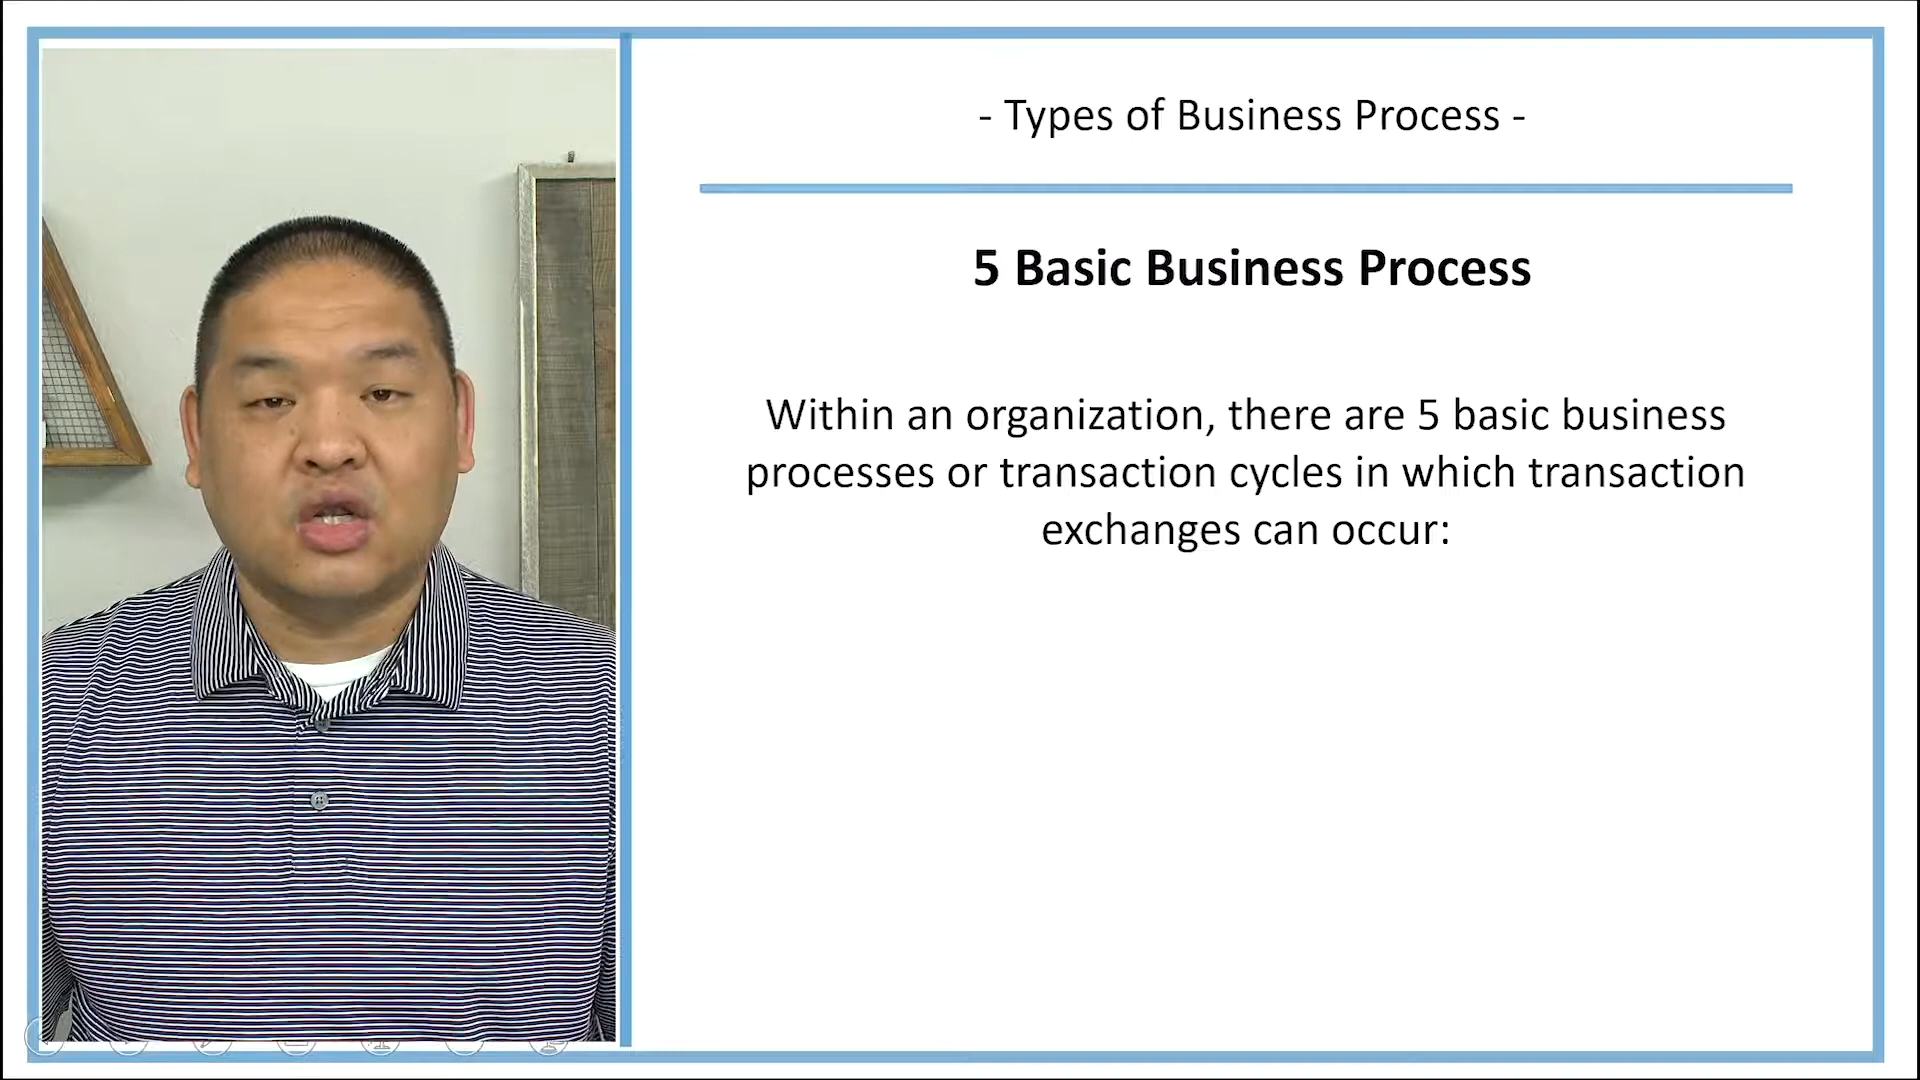 - Types of Business Process -
5 Basic Business Process
Within an organization, there are 5 basic business
processes or transaction cycles in which transaction
exchanges can occur: